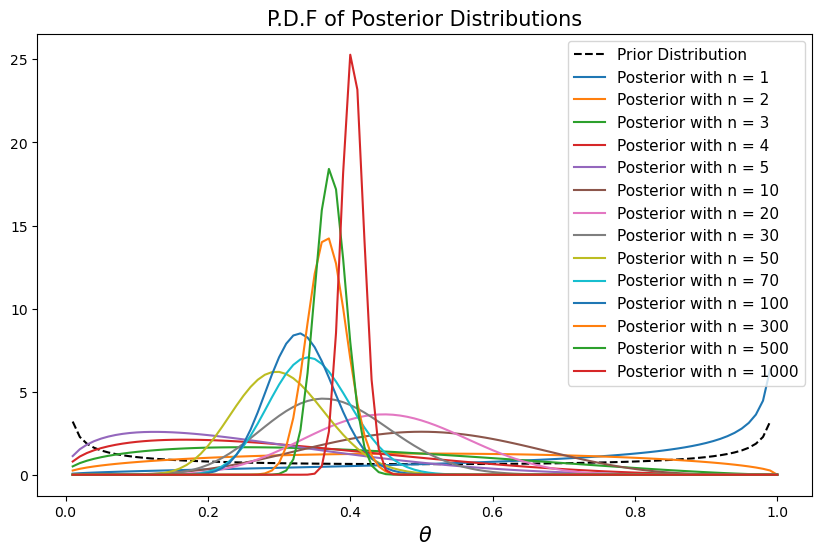 P.D.F of Posterior Distributions
25
20
15
10
5
0
Prior Distribution
Posterior with n = 1
Posterior with n = 2
Posterior with n = 3
Posterior with n = 4
Posterior with n = 5
Posterior with n = 10
Posterior with n = 20
Posterior with n = 30
Posterior with n = 50
Posterior with n = 70
Posterior with n = 100
Posterior with n = 300
Posterior with n = 500
Posterior with n = 1000
0.0 0.2 0.4 0.6 0.8 1.0
θ